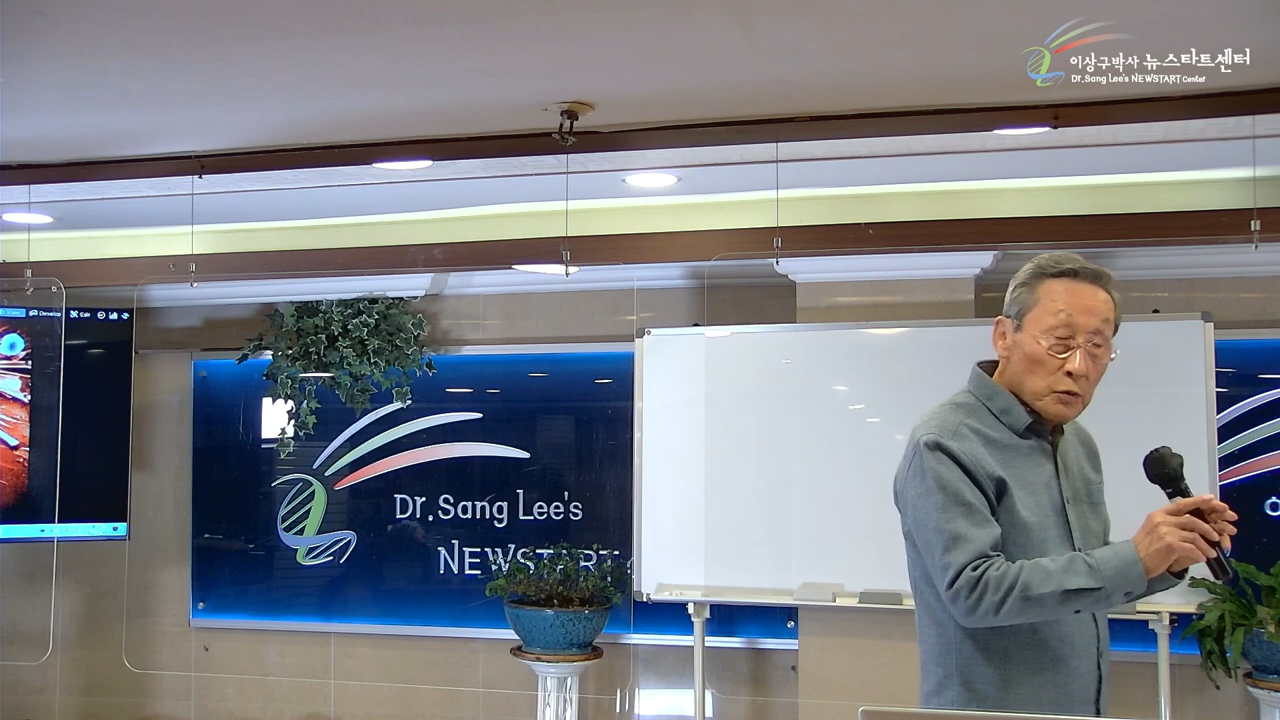 이상구박사 뉴스타트센터
Dr. Sang Lee's NEWSTART Center
Develop
Edit
Dr. Sang Lee's
NEWSTART